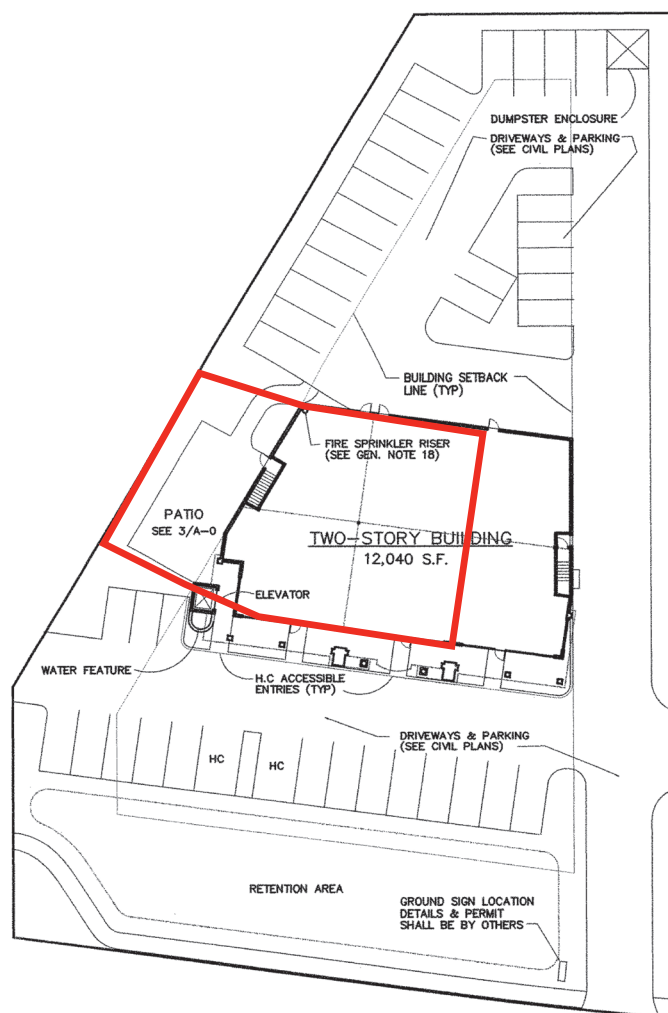 DUMPSTER ENCLOSURE
DRIVEWAYS & PARKING
(SEE CIVIL PLANS)
BUILDING SETBACK
LINE (TYP)
FIRE SPRINKLER RISER
(SEE GEN. NOTE 18)
PATIO
SEE 3/A-0
TWO-STORY BUILDING
12,040 S.F.
ELEVATOR
WATER FEATURE
H.C ACCESSIBLE
ENTRIES (TYP)
DRIVEWAYS & PARKING
(SEE CIVIL PLANS)
HC
HC
RETENTION AREA
GROUND SIGN LOCATION
DETAILS & PERMIT
SHALL BE BY OTHERS